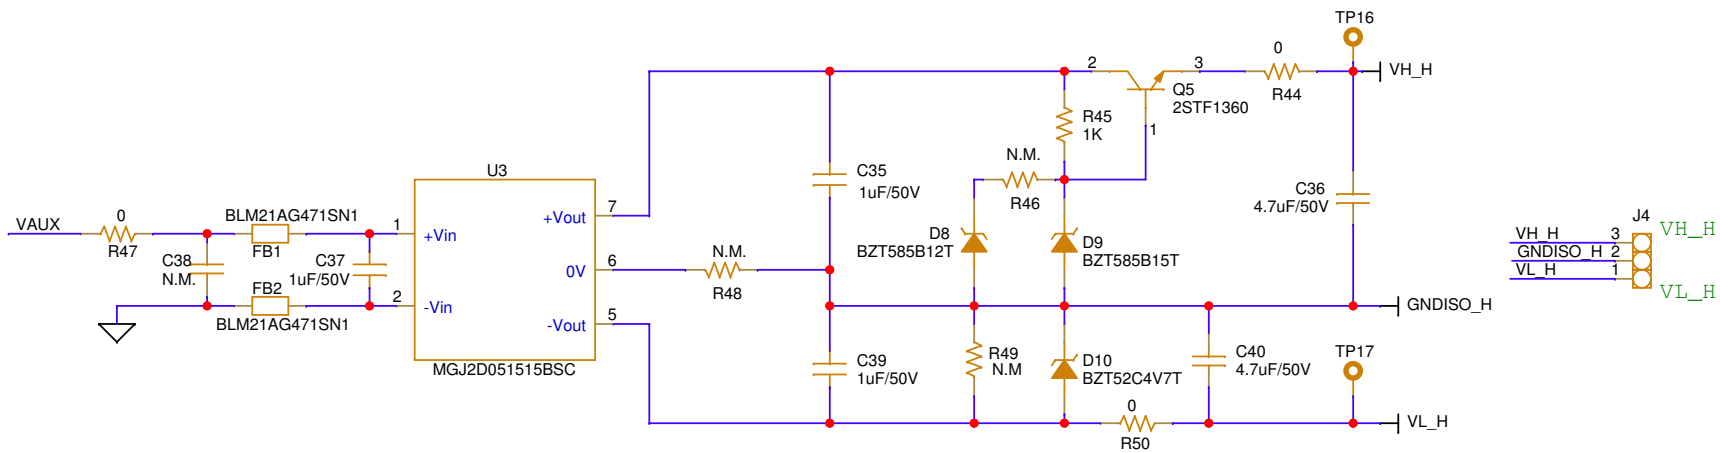 TP16
0
R44
VH_H
2
3
Q5
2STF1360
1
R45
1K
N.M.
R46
C35
1uF/50V
C36
4.7uF/50V
U3
VAUX
0
R47
BLM21AG471SN1
FB1
C38
N.M.
C37
1uF/50V
FB2
BLM21AG471SN1
1
+Vin
2
-Vin
+Vout
7
0V
6
-Vout
5
MGJ2D051515BSC
N.M.
R48
D8
BZT585B12T
D9
BZT585B15T
GNDISO_H
C39
1uF/50V
R49
N.M
D10
BZT52C4V7T
C40
4.7uF/50V
TP17
0
R50
VL_H
J4
VH_H
3
VH_H
GNDISO_H
2
VL_H
1
VL_H